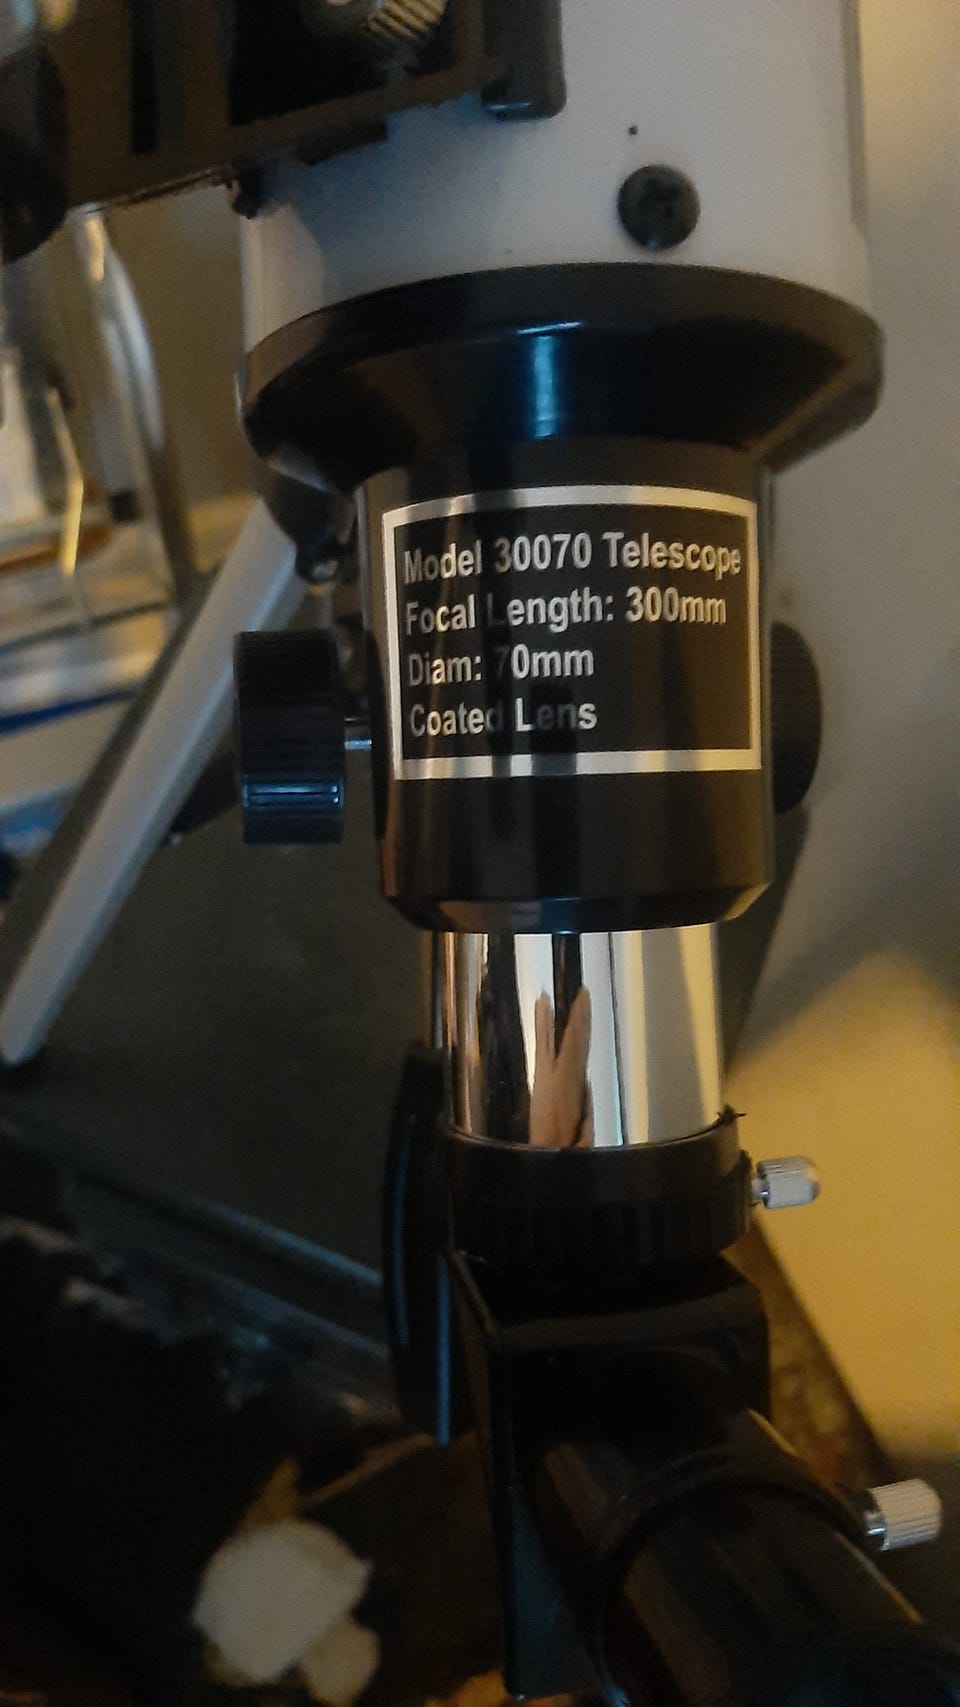 Model 30070 Telescope
Focal Length: 300mm
Diam: 70mm
Coated Lens